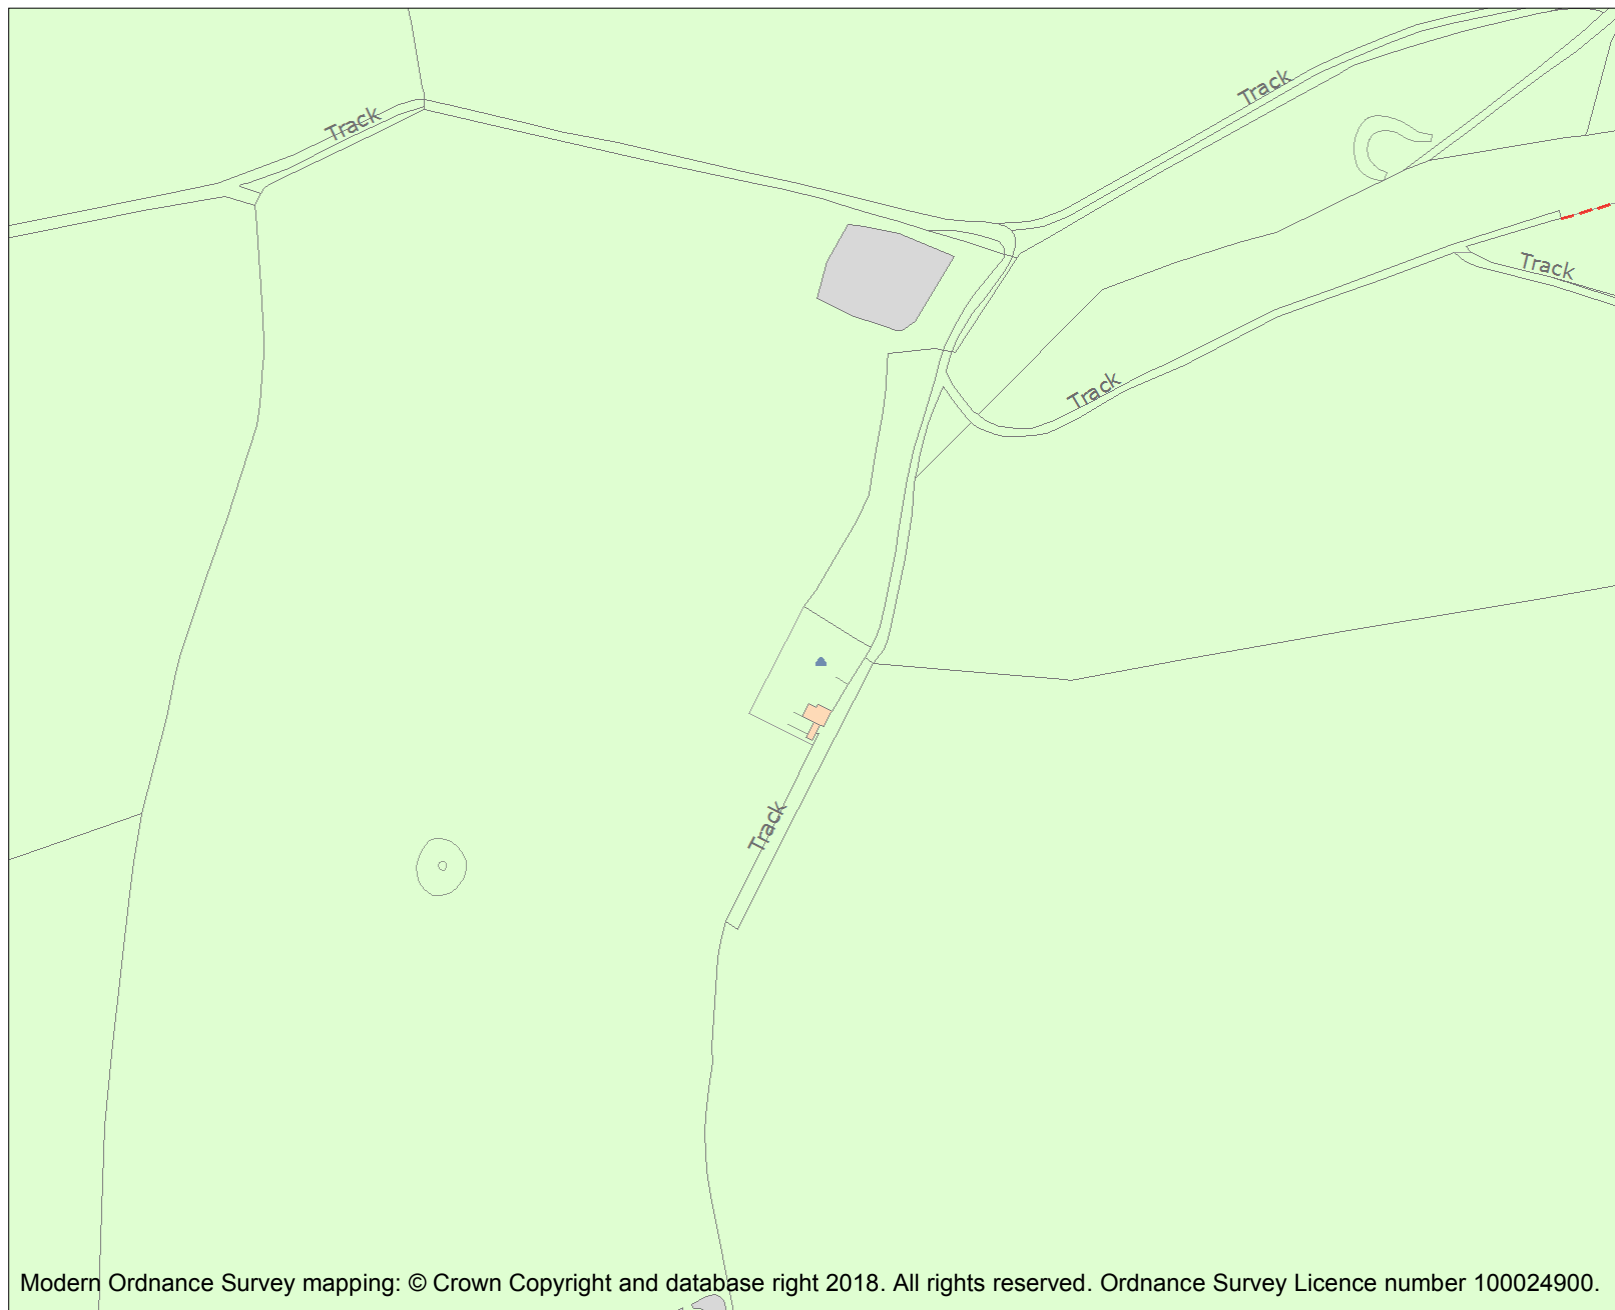 Track
Track
Track
Track
Track
Modern Ordnance Survey mapping: © Crown Copyright and database right 2018. All rights reserved. Ordnance Survey Licence number 100024900.